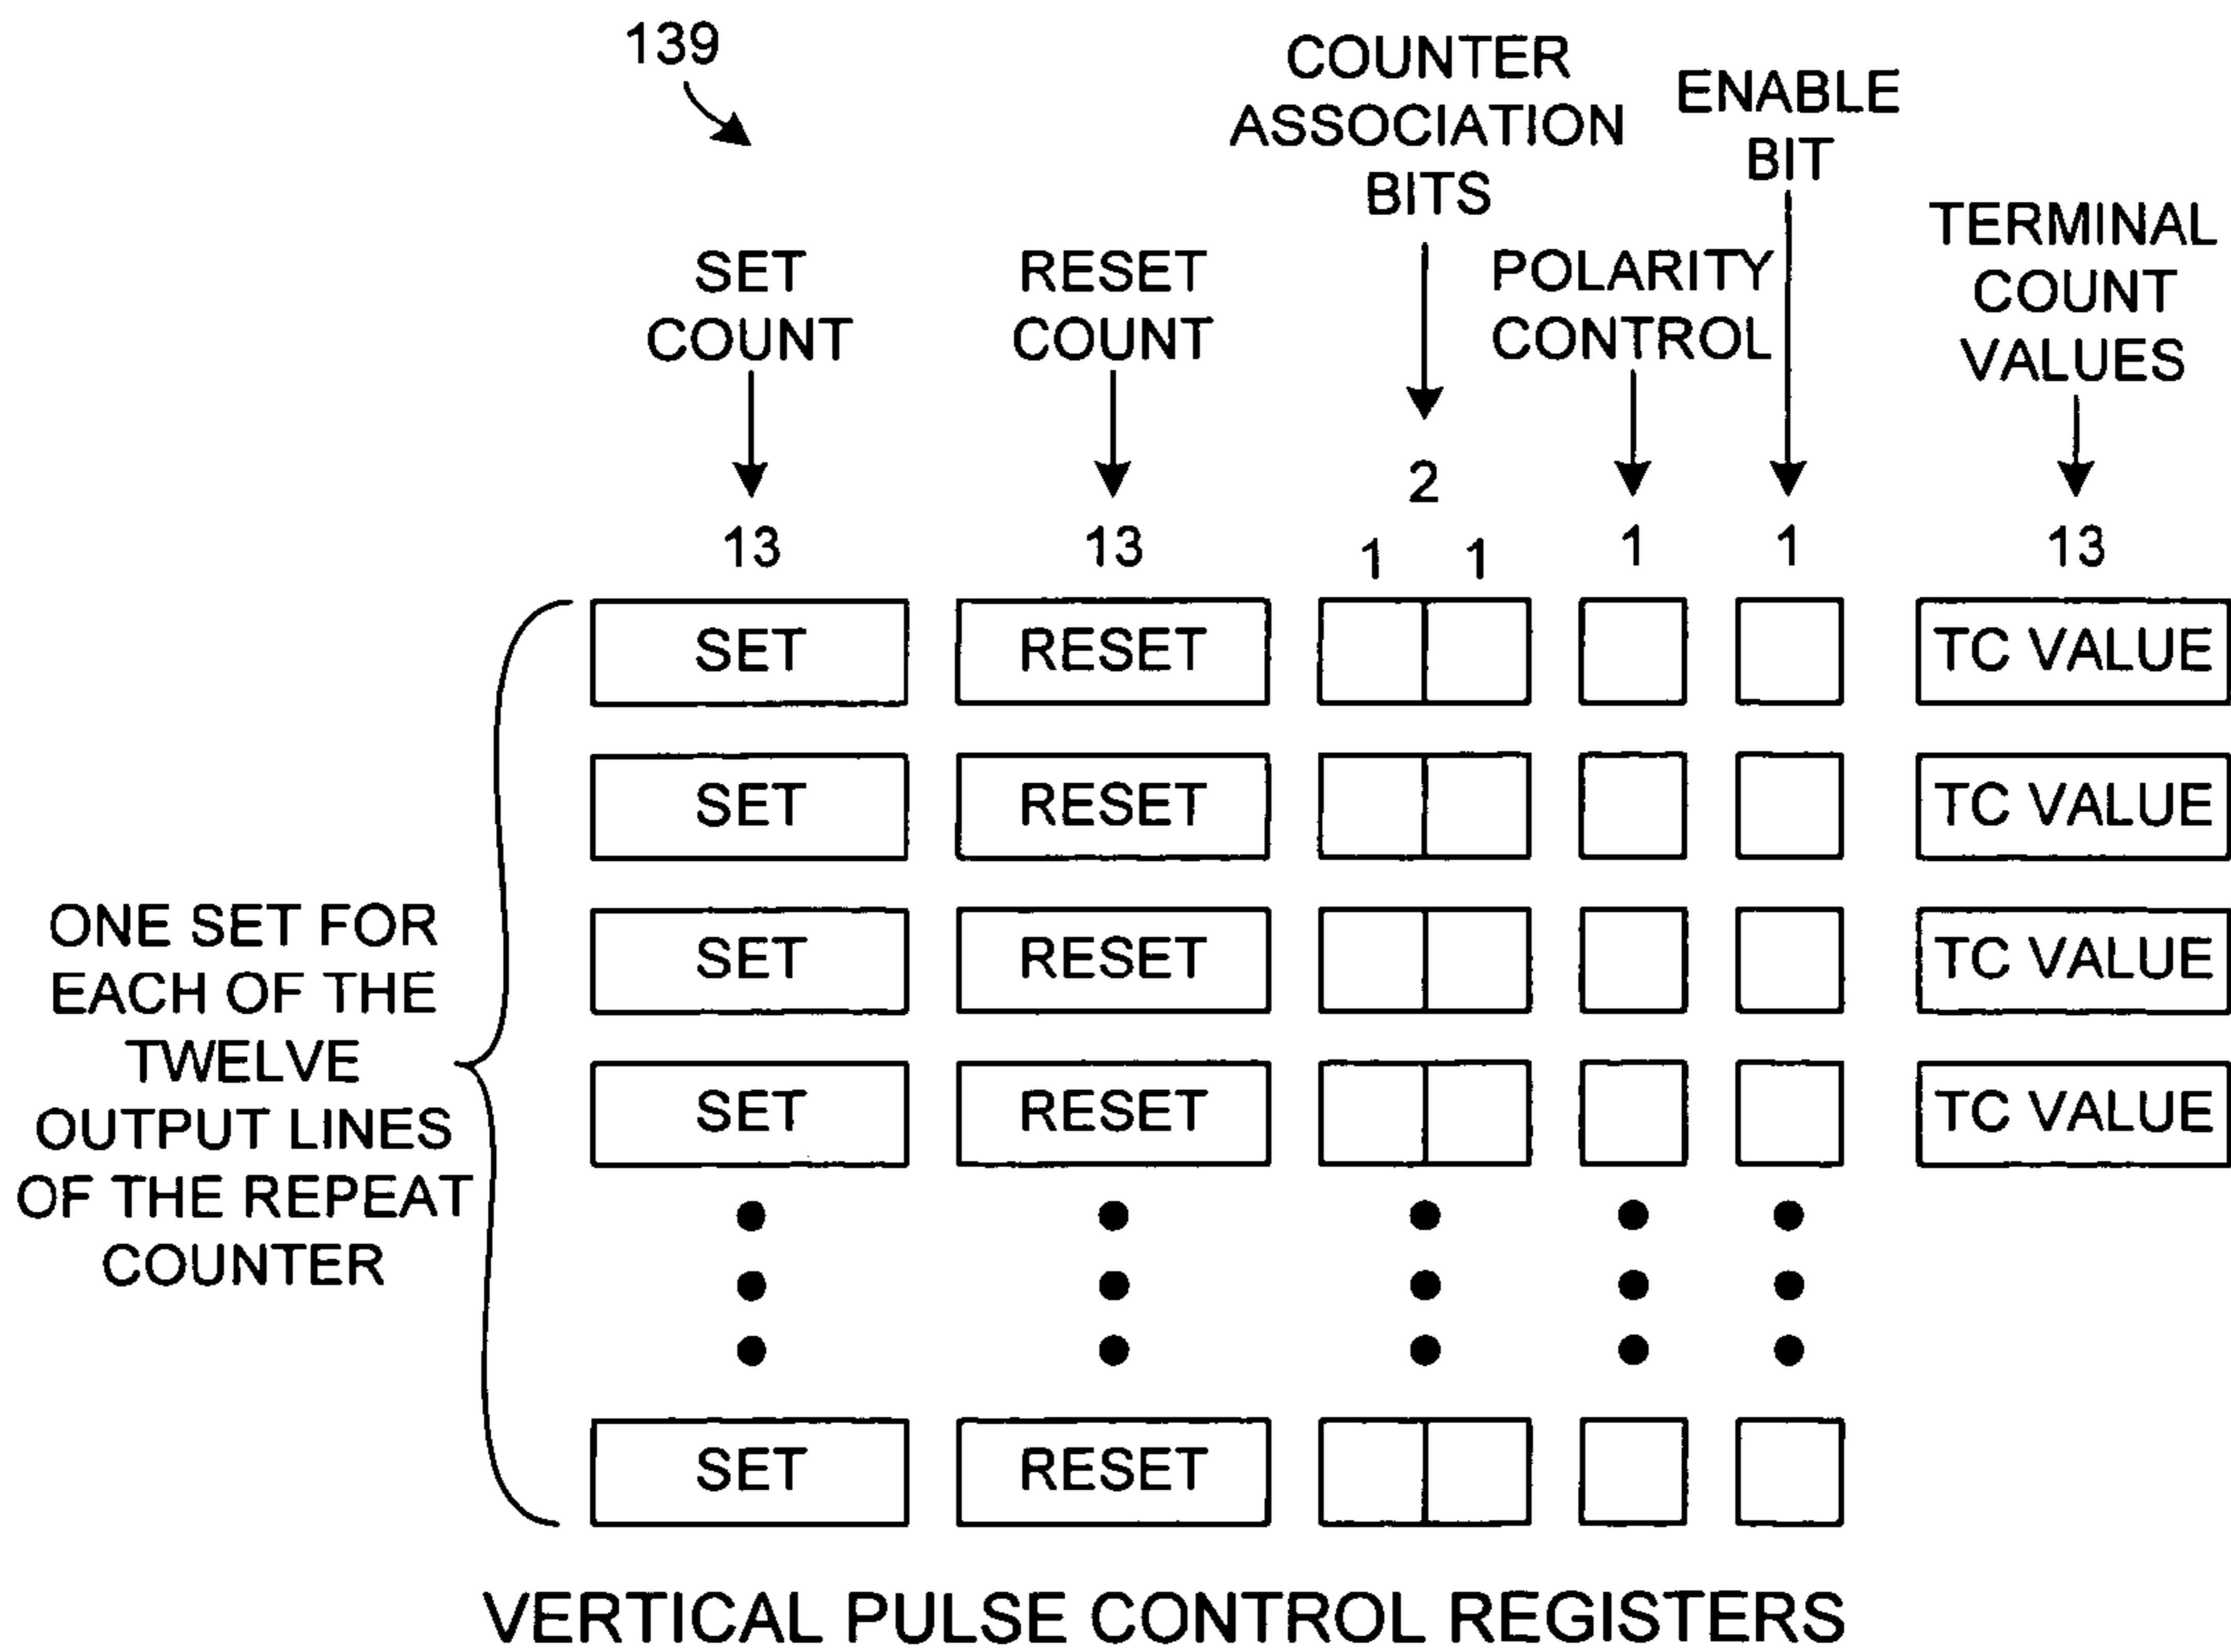 139
COUNTER
ASSOCIATION
BITS
ENABLE
BIT
SET
COUNT
RESET
COUNT
POLARITY
CONTROL
TERMINAL
COUNT
VALUES
2
13 13 1 1 1 1 13
SET RESET TC VALUE
SET RESET TC VALUE
SET RESET TC VALUE
SET RESET TC VALUE
SET RESET
ONE SET FOR
EACH OF THE
TWELVE
OUTPUT LINES
OF THE REPEAT
COUNTER
VERTICAL PULSE CONTROL REGISTERS